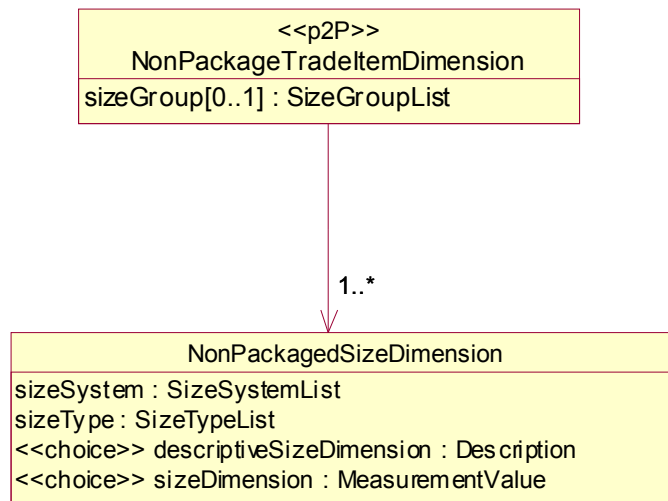 <<p2P>>
NonPackageTradeItemDimension
sizeGroup[0..1] : SizeGroupList
1..*
NonPackagedSizeDimension
sizeSystem : SizeSystemList
sizeType : SizeTypeList
<<choice>> descriptiveSizeDimension : Description
<<choice>> sizeDimension : MeasurementValue